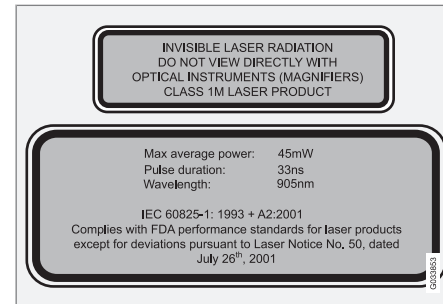 INVISIBLE LASER RADIATION
DO NOT VIEW DIRECTLY WITH
OPTICAL INSTRUMENTS (MAGNIFIERS)
CLASS 1M LASER PRODUCT
Max average power: 45mW
Pulse duration: 33ns
Wavelength: 905nm
IEC 60825-1: 1993 + A2:2001
Complies with FDA performance standards for laser products
except for deviations pursuant to Laser Notice No. 50, dated
July 26th, 2001
G033853